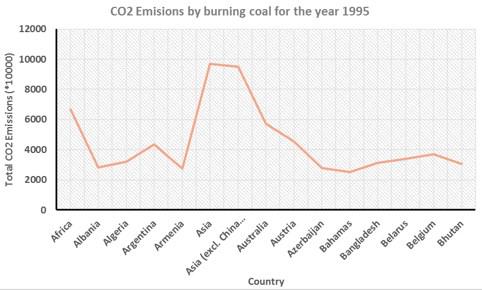 CO2 Emisions by burning coal for the year 1995
Total CO2 Emissions (*10000)
12000
10000
8000
6000
4000
2000
0
Africa
Albania
Algeria
Argentina
Armenia
Asia
Asia (excl. China...
Australia
Austria
Azerbaijan
Bahamas
Bangladesh
Belarus
Belgium
Bhutan
Country